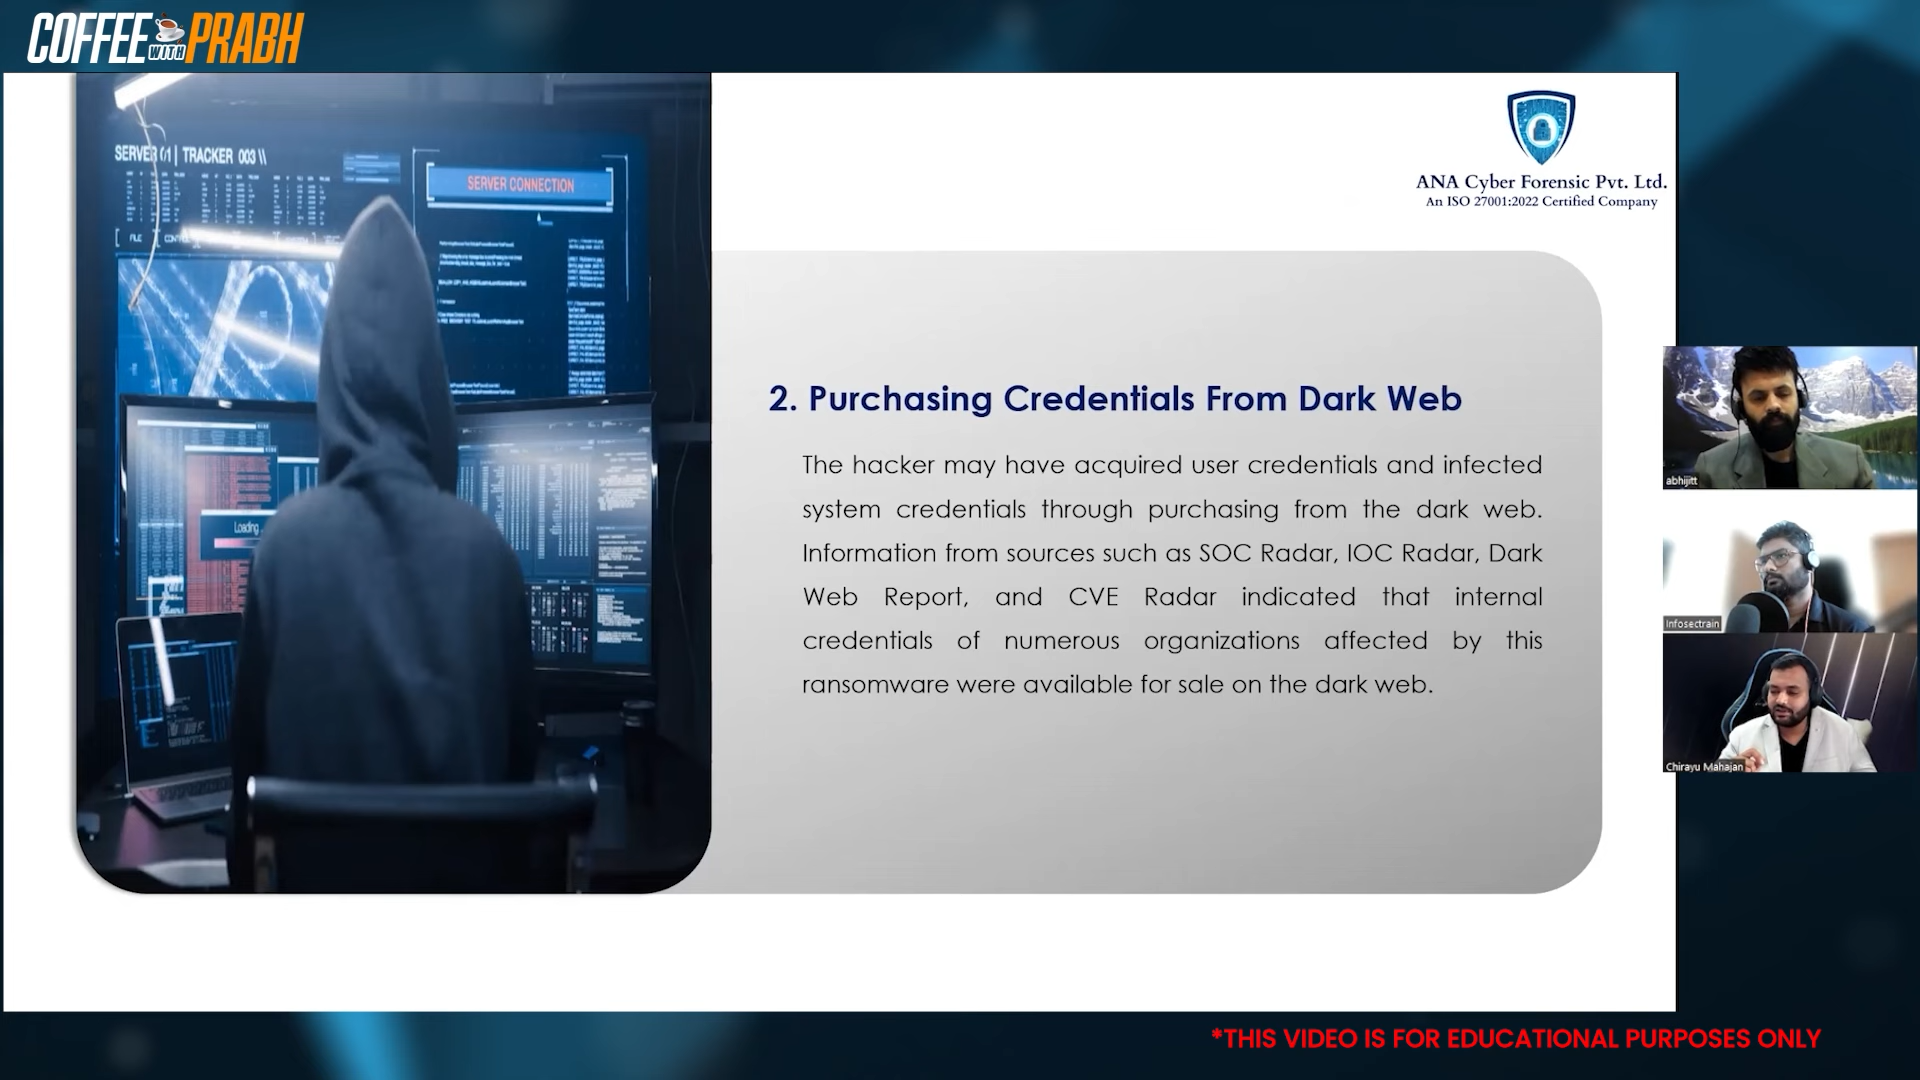 COFFEE WITH PRABH
SERVER 01 | TRACKER 003 \\
SERVER CONNECTION
FILE
Loading
ANA Cyber Forensic Pvt. Ltd.
An ISO 27001:2022 Certified Company
2. Purchasing Credentials From Dark Web
The hacker may have acquired user credentials and infected
system credentials through purchasing from the dark web.
Information from sources such as SOC Radar, IOC Radar, Dark
Web Report, and CVE Radar indicated that internal
credentials of numerous organizations affected by this
ransomware were available for sale on the dark web.
abhijitt
Infosectrain
Chirayu Mahajan
*THIS VIDEO IS FOR EDUCATIONAL PURPOSES ONLY